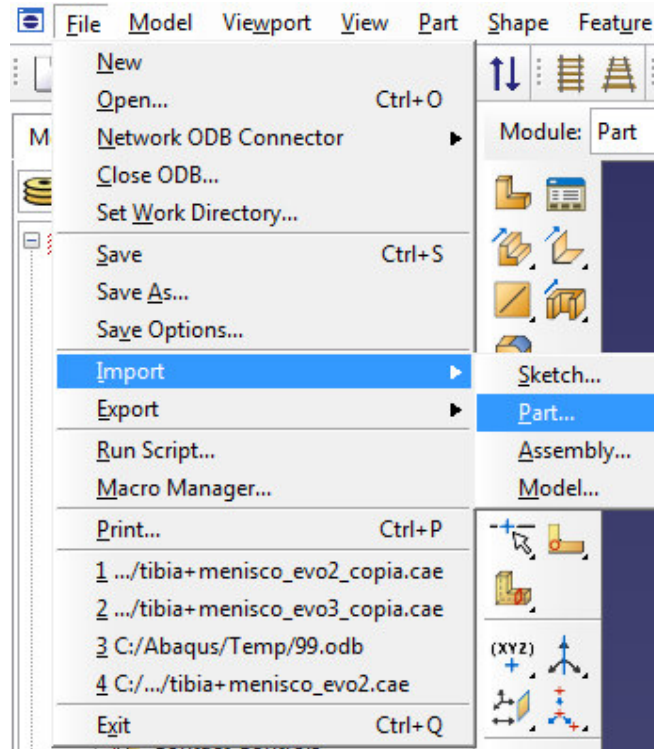 File Model Viewport View Part Shape Feature
New
Open... Ctrl+O
Network ODB Connector
Close ODB...
Set Work Directory...
Save Ctrl+S
Save As...
Save Options...
Import
Export
Run Script...
Macro Manager...
Print... Ctrl+P
1 .../tibia+menisco_evo2_copia.cae
2 .../tibia+menisco_evo3_copia.cae
3 C:/Abaqus/Temp/99.odb
4 C:/.../tibia+menisco_evo2.cae
Exit Ctrl+Q
Module: Part
Sketch...
Part...
Assembly...
Model...
(XYZ)